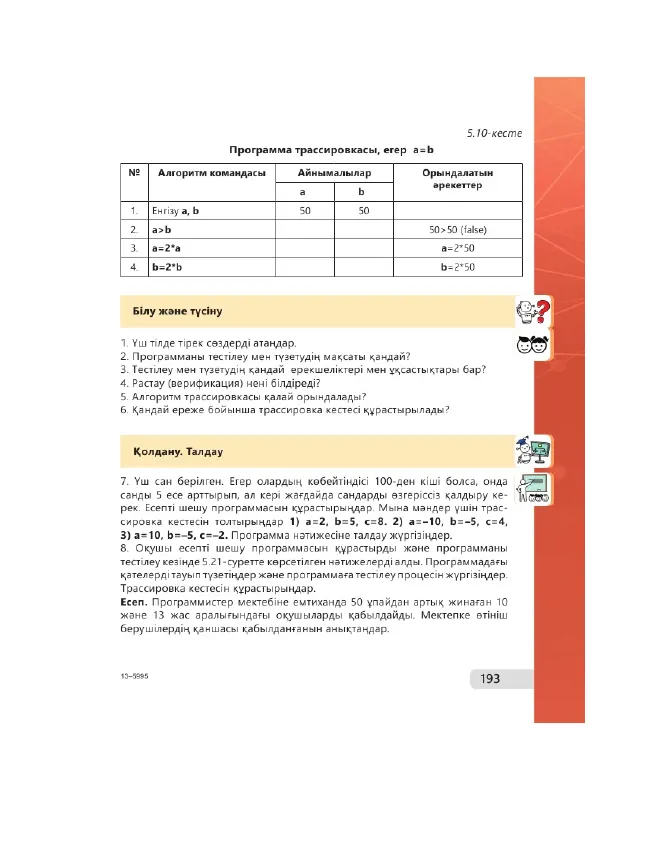 5.10-кесте
Программа трассировкасы, егер a=b
№ Алгоритм командасы Айнымалылар Орындалатын әрекеттер
a b
1. Енгізу a, b 50 50
2. a>b 50>50 (false)
3. a=2*a a=2*50
4. b=2*b b=2*50
Білу және түсіну
1. Үш тілде тірек сөздерді атаңдар.
2. Программаны тестілеу мен түзетудің мақсаты қандай?
3. Тестілеу мен түзетудің қандай ерекшеліктері мен ұқсастықтары бар?
4. Растау (верификация) нені білдіреді?
5. Алгоритм трассировкасы қалай орындалады?
6. Қандай ереже бойынша трассировка кестесі құрастырылады?
Қолдану. Талдау
7. Үш сан берілген. Егер олардың көбейтіндісі 100-ден кіші болса, онда
санды 5 есе арттырып, ал кері жағдайда сандарды өзгеріссіз қалдыру ке-
рек. Есепті шешу программасын құрастырыңдар. Мына мәндер үшін трас-
сировка кестесін толтырыңдар 1) a=2, b=5, c=8. 2) a=–10, b=–5, c=4,
3) a=10, b=–5, c=–2. Программа нәтижесіне талдау жүргізіңдер.
8. Оқушы есепті шешу программасын құрастырды және программаны
тестілеу кезінде 5.21-суретте көрсетілген нәтижелерді алды. Программадағы
қателерді тауып түзетіңдер және программаға тестілеу процесін жүргізіңдер.
Трассировка кестесін құрастырыңдар.
Есеп. Программистер мектебіне емтиханда 50 ұпайдан артық жинаған 10
және 13 жас аралығындағы оқушыларды қабылдайды. Мектепке өтініш
берушілердің қаншасы қабылданғанын анықтаңдар.
13–5995
193